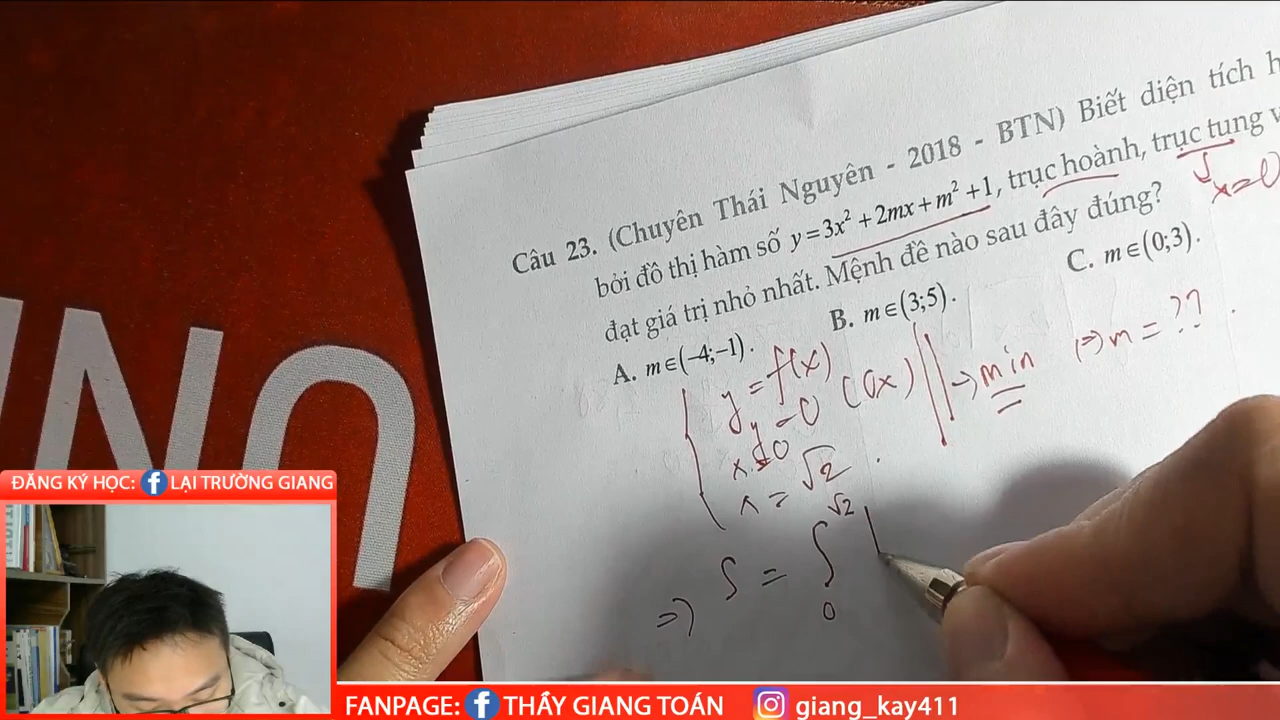 Câu 23. (Chuyên Thái Nguyên - 2018 - BTN) Biết diện tích h
bởi đồ thị hàm số y = 3x² + 2mx + m² + 1, trục hoành, trục tung v
x = 0
đạt giá trị nhỏ nhất. Mệnh đề nào sau đây đúng?
A. m ∈ (−4;−1).
B. m ∈ (3;5).
C. m ∈ (0;3).
y = f(x)
y = 0 (Ox) → min ⇒ m = ??
x = 0
x = √2
⇒ S = ∫₀^√2 |
UNI
ĐĂNG KÝ HỌC: f LẠI TRƯỜNG GIANG
FANPAGE: f THẦY GIANG TOÁN giang_kay411